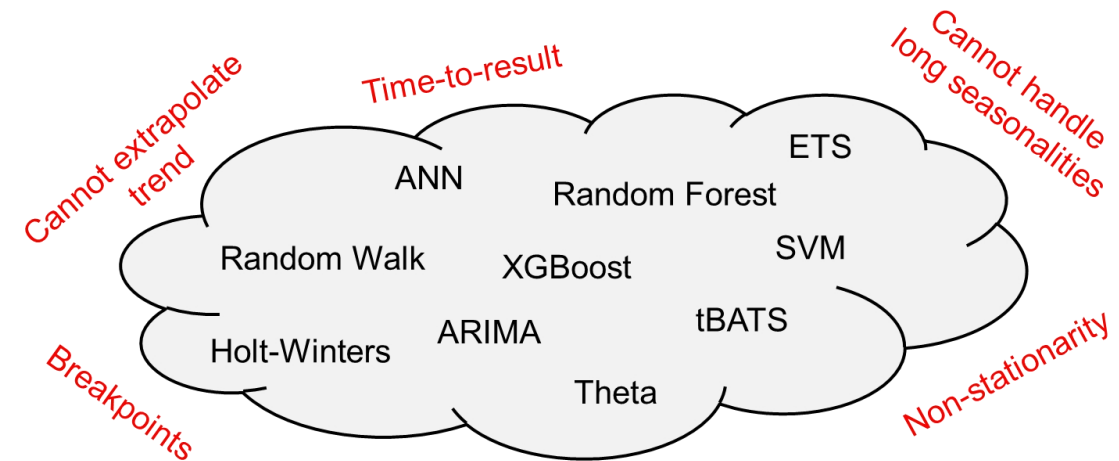 Cannot extrapolate
trend
Time-to-result
Cannot handle
long seasonalities
ANN
ETS
Random Forest
Random Walk
XGBoost
SVM
Holt-Winters
ARIMA
tBATS
Theta
Breakpoints
Non-stationarity